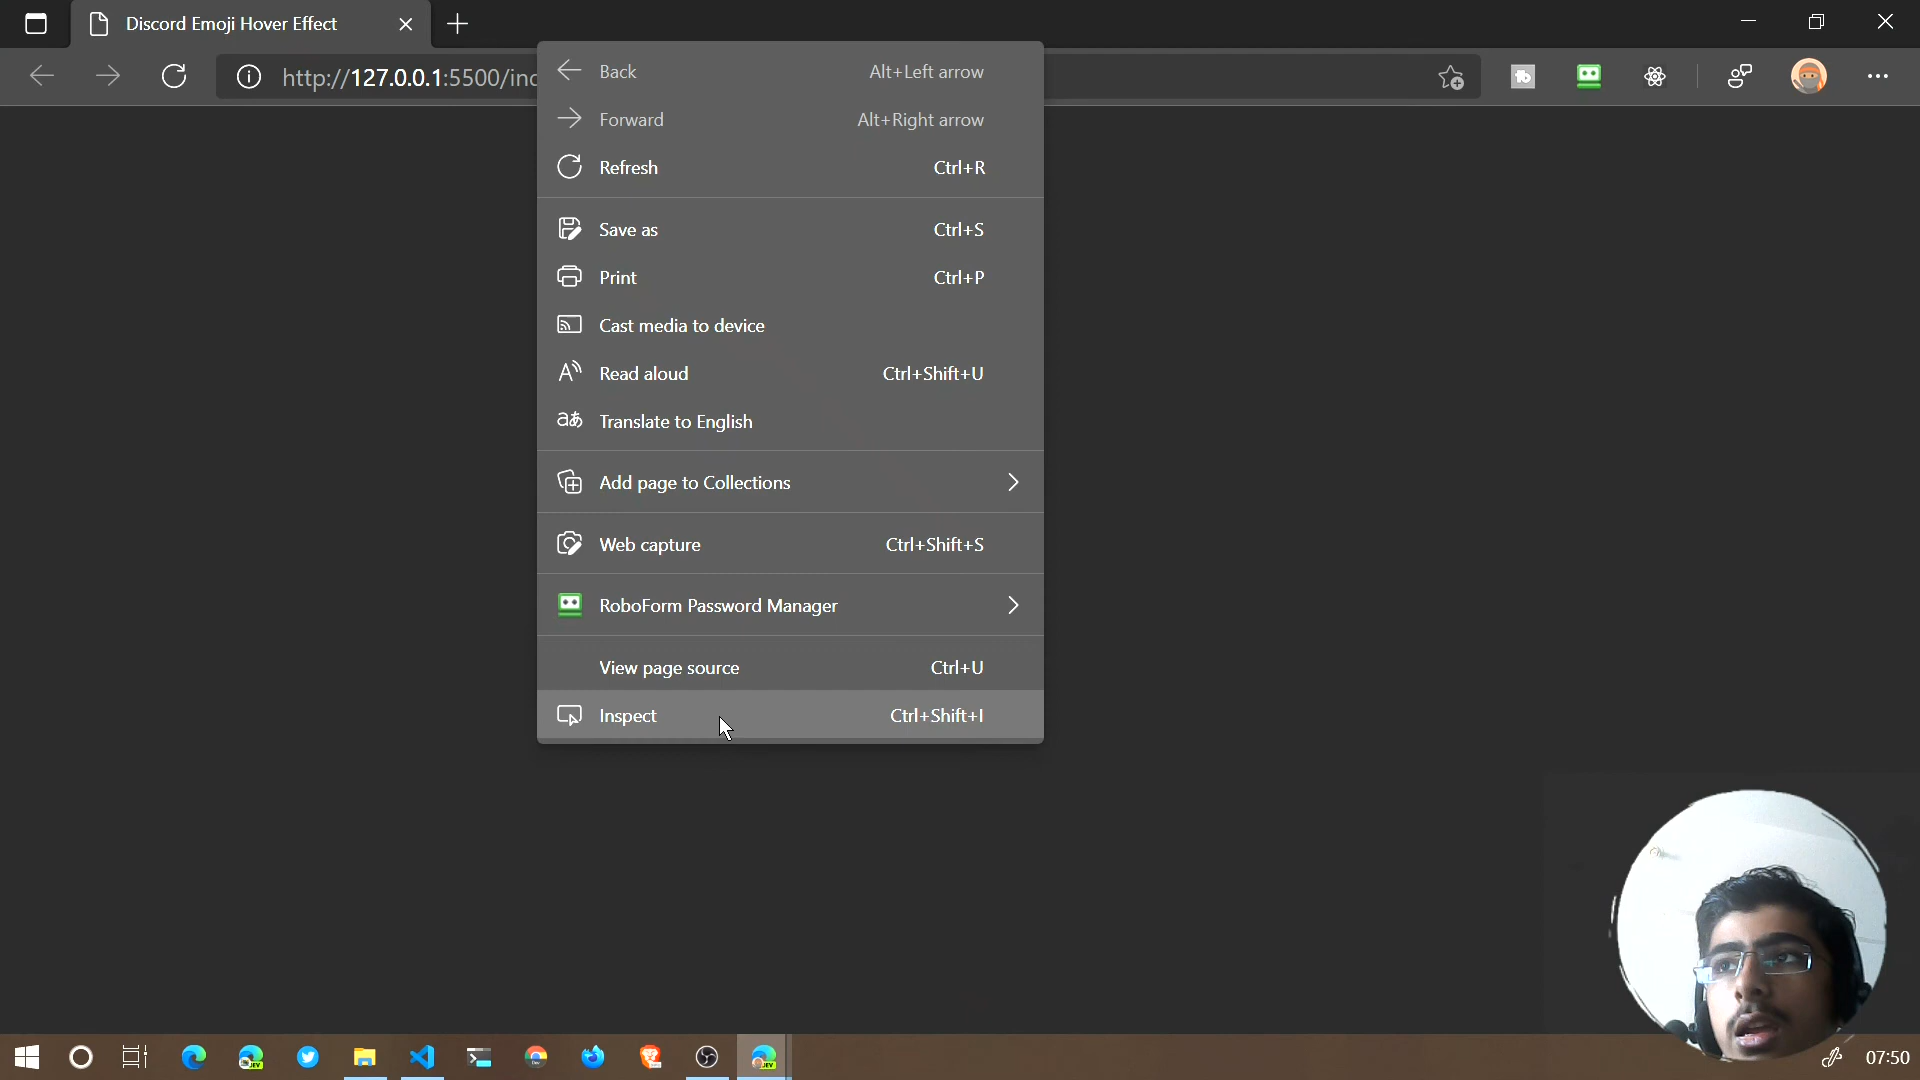 Discord Emoji Hover Effect
http://127.0.0.1:5500/inc
Back Alt+Left arrow
Forward Alt+Right arrow
Refresh Ctrl+R
Save as Ctrl+S
Print Ctrl+P
Cast media to device
Read aloud Ctrl+Shift+U
Translate to English
Add page to Collections
Web capture Ctrl+Shift+S
RoboForm Password Manager
View page source Ctrl+U
Inspect Ctrl+Shift+I
07:50